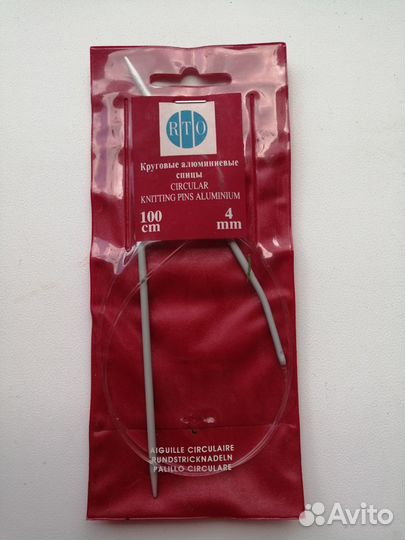 RTO
Круговые алюминиевые
спицы
CIRCULAR
KNITTING PINS ALUMINIUM
100 4
cm mm
AIGUILLE CIRCULAIRE
RUNDSTRICKNADELN
PALILLO CIRCULARE
Avito